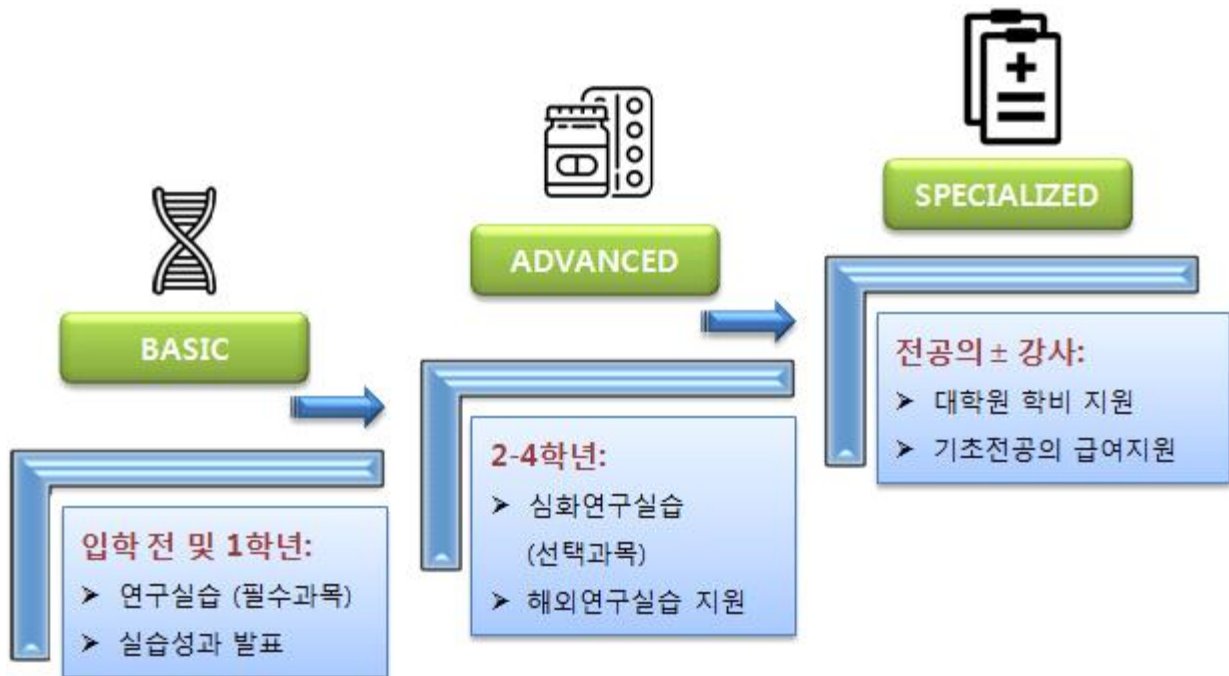 BASIC
입학 전 및 1학년:
➤ 연구실습 (필수과목)
➤ 실습성과 발표
ADVANCED
2-4학년:
➤ 심화연구실습
(선택과목)
➤ 해외연구실습 지원
SPECIALIZED
전공의 ± 강사:
➤ 대학원 학비 지원
➤ 기초전공의 급여지원